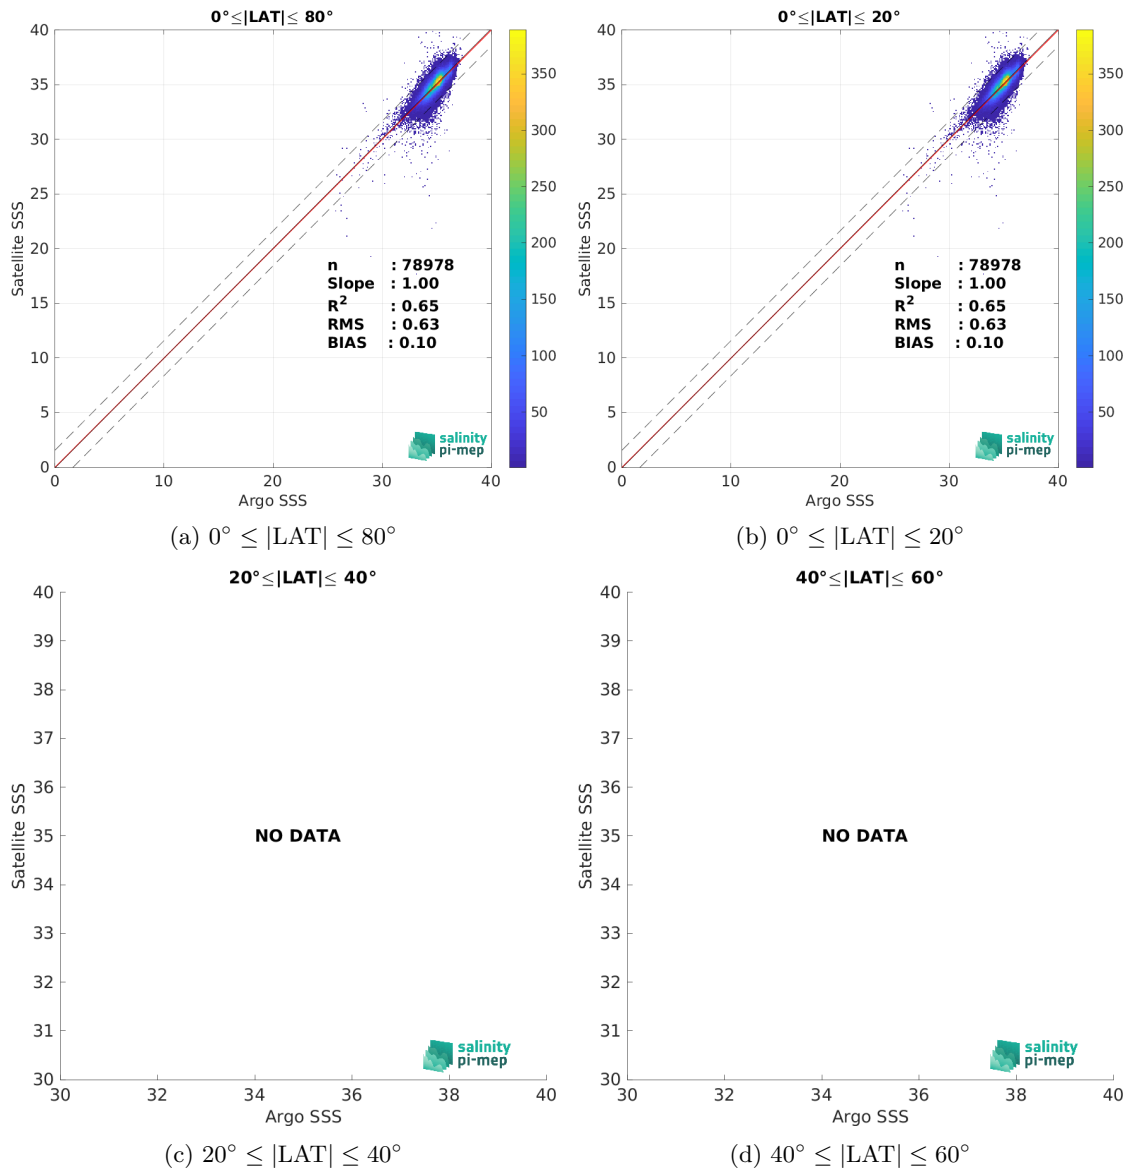 0°≤|LAT|≤ 80°
40
35
30
25
20
15
10
5
0
Satellite SSS
n : 78978
Slope : 1.00
R² : 0.65
RMS : 0.63
BIAS : 0.10
salinity
pi-mep
0 10 20 30 40
Argo SSS
350
300
250
200
150
100
50
(a) 0° ≤ |LAT| ≤ 80°
0°≤|LAT|≤ 20°
40
35
30
25
20
15
10
5
0
Satellite SSS
n : 78978
Slope : 1.00
R² : 0.65
RMS : 0.63
BIAS : 0.10
salinity
pi-mep
0 10 20 30 40
Argo SSS
350
300
250
200
150
100
50
(b) 0° ≤ |LAT| ≤ 20°
20°≤|LAT|≤ 40°
40
39
38
37
36
35
34
33
32
31
30
Satellite SSS
NO DATA
salinity
pi-mep
30 32 34 36 38 40
Argo SSS
(c) 20° ≤ |LAT| ≤ 40°
40°≤|LAT|≤ 60°
40
39
38
37
36
35
34
33
32
31
30
Satellite SSS
NO DATA
salinity
pi-mep
30 32 34 36 38 40
Argo SSS
(d) 40° ≤ |LAT| ≤ 60°